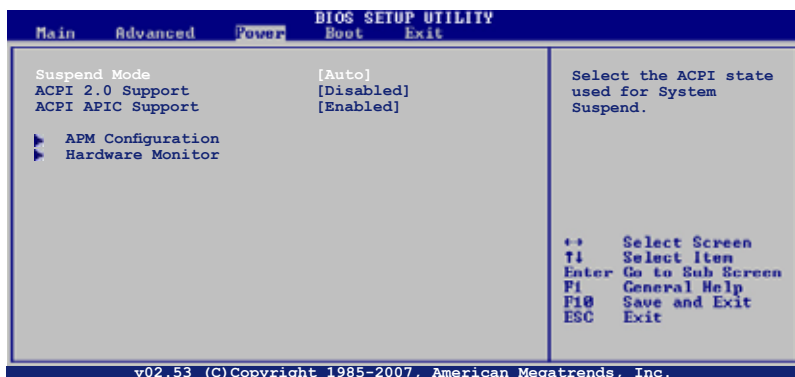 BIOS SETUP UTILITY
Main Advanced Power Boot Exit
Suspend Mode [Auto]
ACPI 2.0 Support [Disabled]
ACPI APIC Support [Enabled]
APM Configuration
Hardware Monitor
Select the ACPI state
used for System
Suspend.
↔ Select Screen
↑↓ Select Item
Enter Go to Sub Screen
F1 General Help
F10 Save and Exit
ESC Exit
v02.53 (C)Copyright 1985-2007, American Megatrends, Inc.